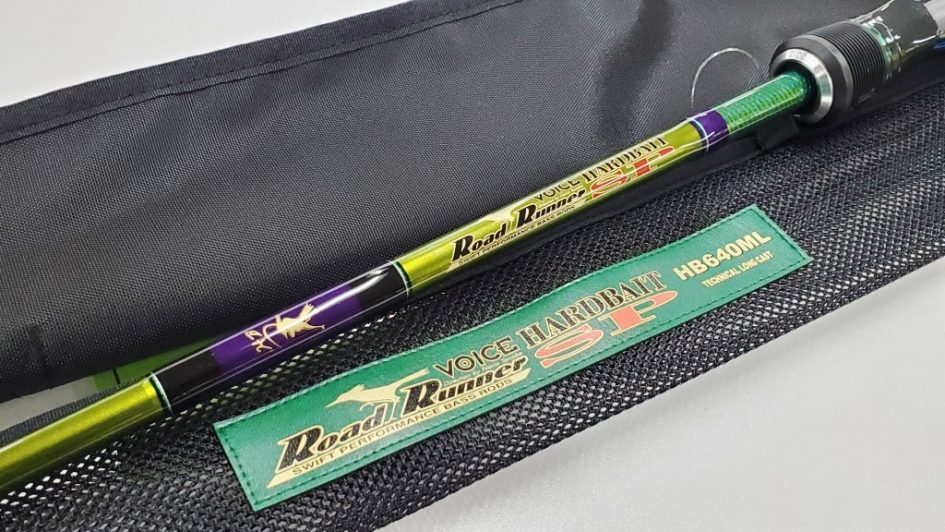 VOICE HARDBAIT
Road Runner SP
SWIFT PERFORMANCE BASS RODS
VOICE HARDBAIT SP
HB640ML
TECHNICAL LONG CAST
Road Runner
SWIFT PERFORMANCE BASS RODS